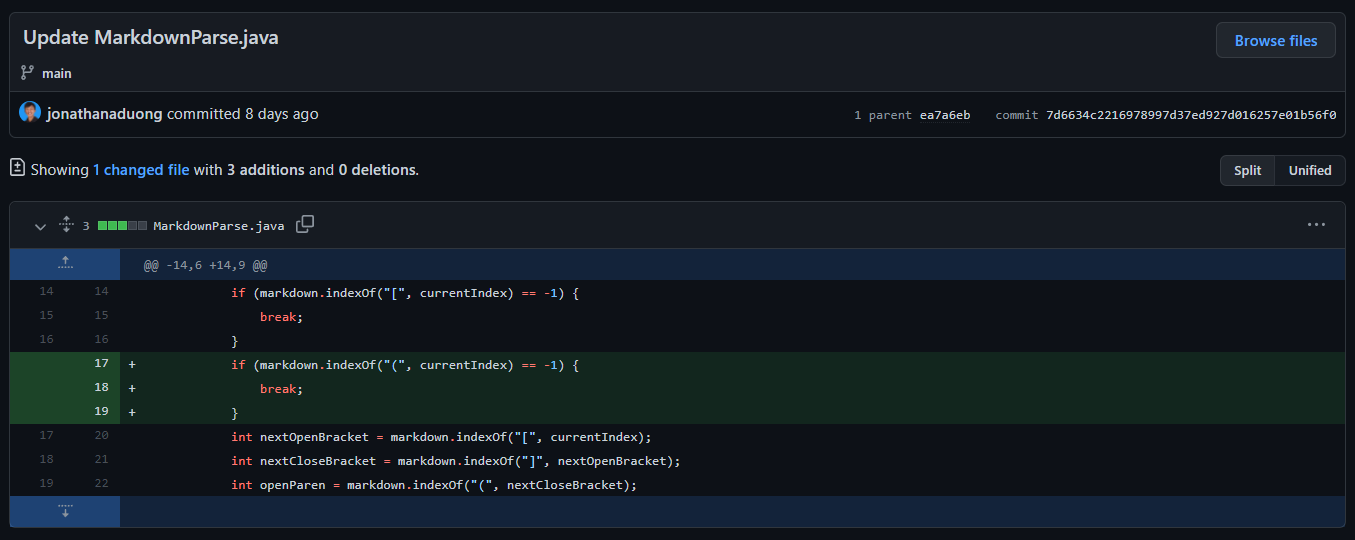 Update MarkdownParse.java
Browse files
main
jonathanaduong committed 8 days ago
1 parent ea7a6eb commit 7d6634c2216978997d37ed927d016257e01b56f0
Showing 1 changed file with 3 additions and 0 deletions.
Split Unified
3 MarkdownParse.java
@@ -14,6 +14,9 @@
14 14 if (markdown.indexOf("[", currentIndex) == -1) {
15 15 break;
16 16 }
17 + if (markdown.indexOf("(", currentIndex) == -1) {
18 + break;
19 + }
17 20 int nextOpenBracket = markdown.indexOf("[", currentIndex);
18 21 int nextCloseBracket = markdown.indexOf("]", nextOpenBracket);
19 22 int openParen = markdown.indexOf("(", nextCloseBracket);